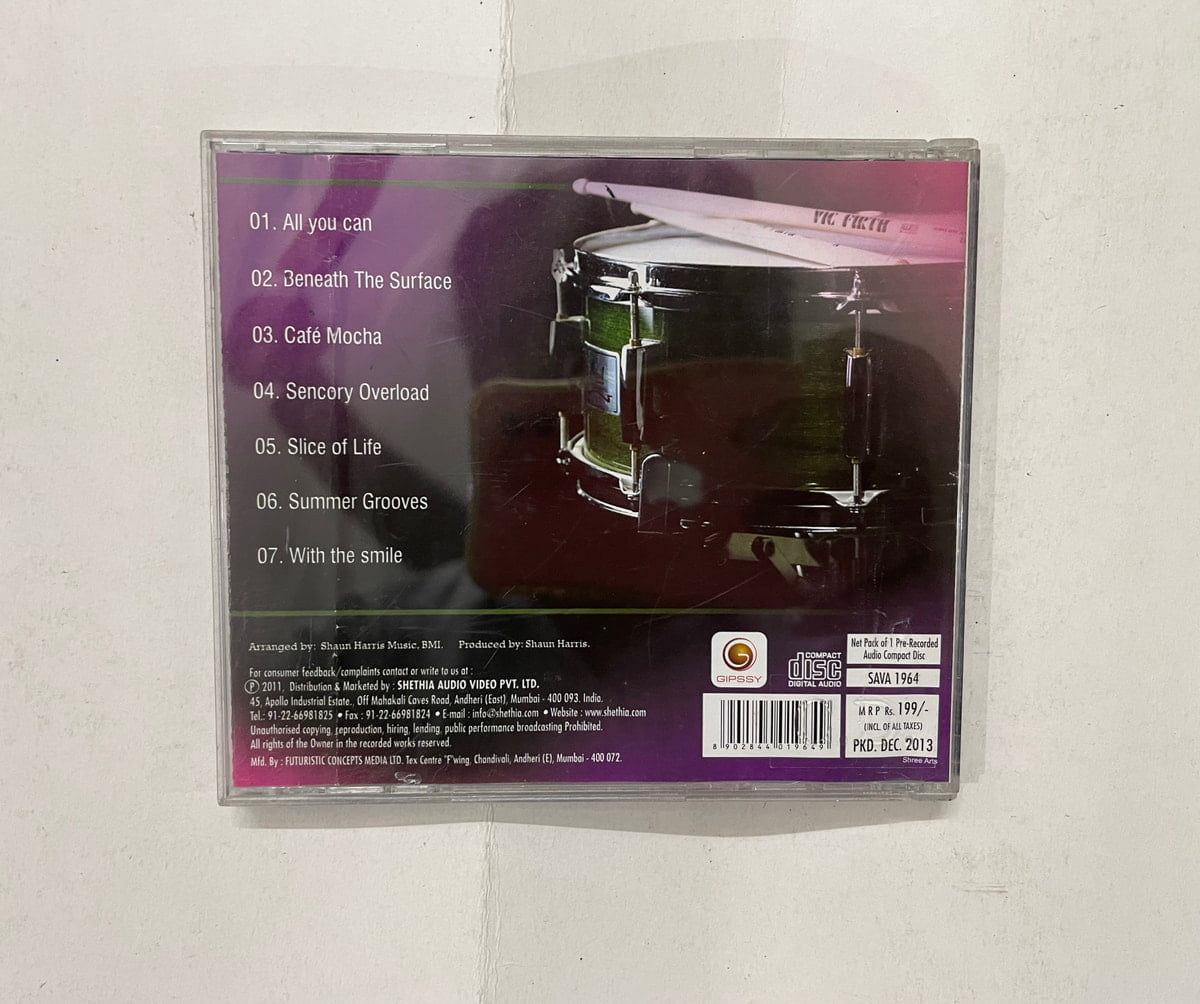 VIC FIRTH
01. All you can
02. Beneath The Surface
03. Café Mocha
04. Sencory Overload
05. Slice of Life
06. Summer Grooves
07. With the smile
Arranged by: Shaun Harris Music, BMI. Produced by: Shaun Harris.
For consumer feedback/complaints contact or write to us at :
Ⓟ 2011, Distribution & Marketed by : SHETHIA AUDIO VIDEO PVT. LTD.
45, Apollo Industrial Estate., Off Mahakali Caves Road, Andheri (East), Mumbai - 400 093. India.
Tel.: 91-22-66981825 • Fax : 91-22-66981824 • E-mail : info@shethia.com • Website : www.shethia.com
Unauthorised copying, reproduction, hiring, lending, public performance broadcasting Prohibited.
All rights of the Owner in the recorded works reserved.
Mfd. By : FUTURISTIC CONCEPTS MEDIA LTD. Tex Centre "F"wing, Chandivali, Andheri (E), Mumbai - 400 072.
GIPSSY
COMPACT
disc
DIGITAL AUDIO
Net Pack of 1 Pre-Recorded
Audio Compact Disc
SAVA 1964
8 902844 019649
M R P Rs. 199/-
(INCL. OF ALL TAXES)
PKD. DEC. 2013
Shree Arts